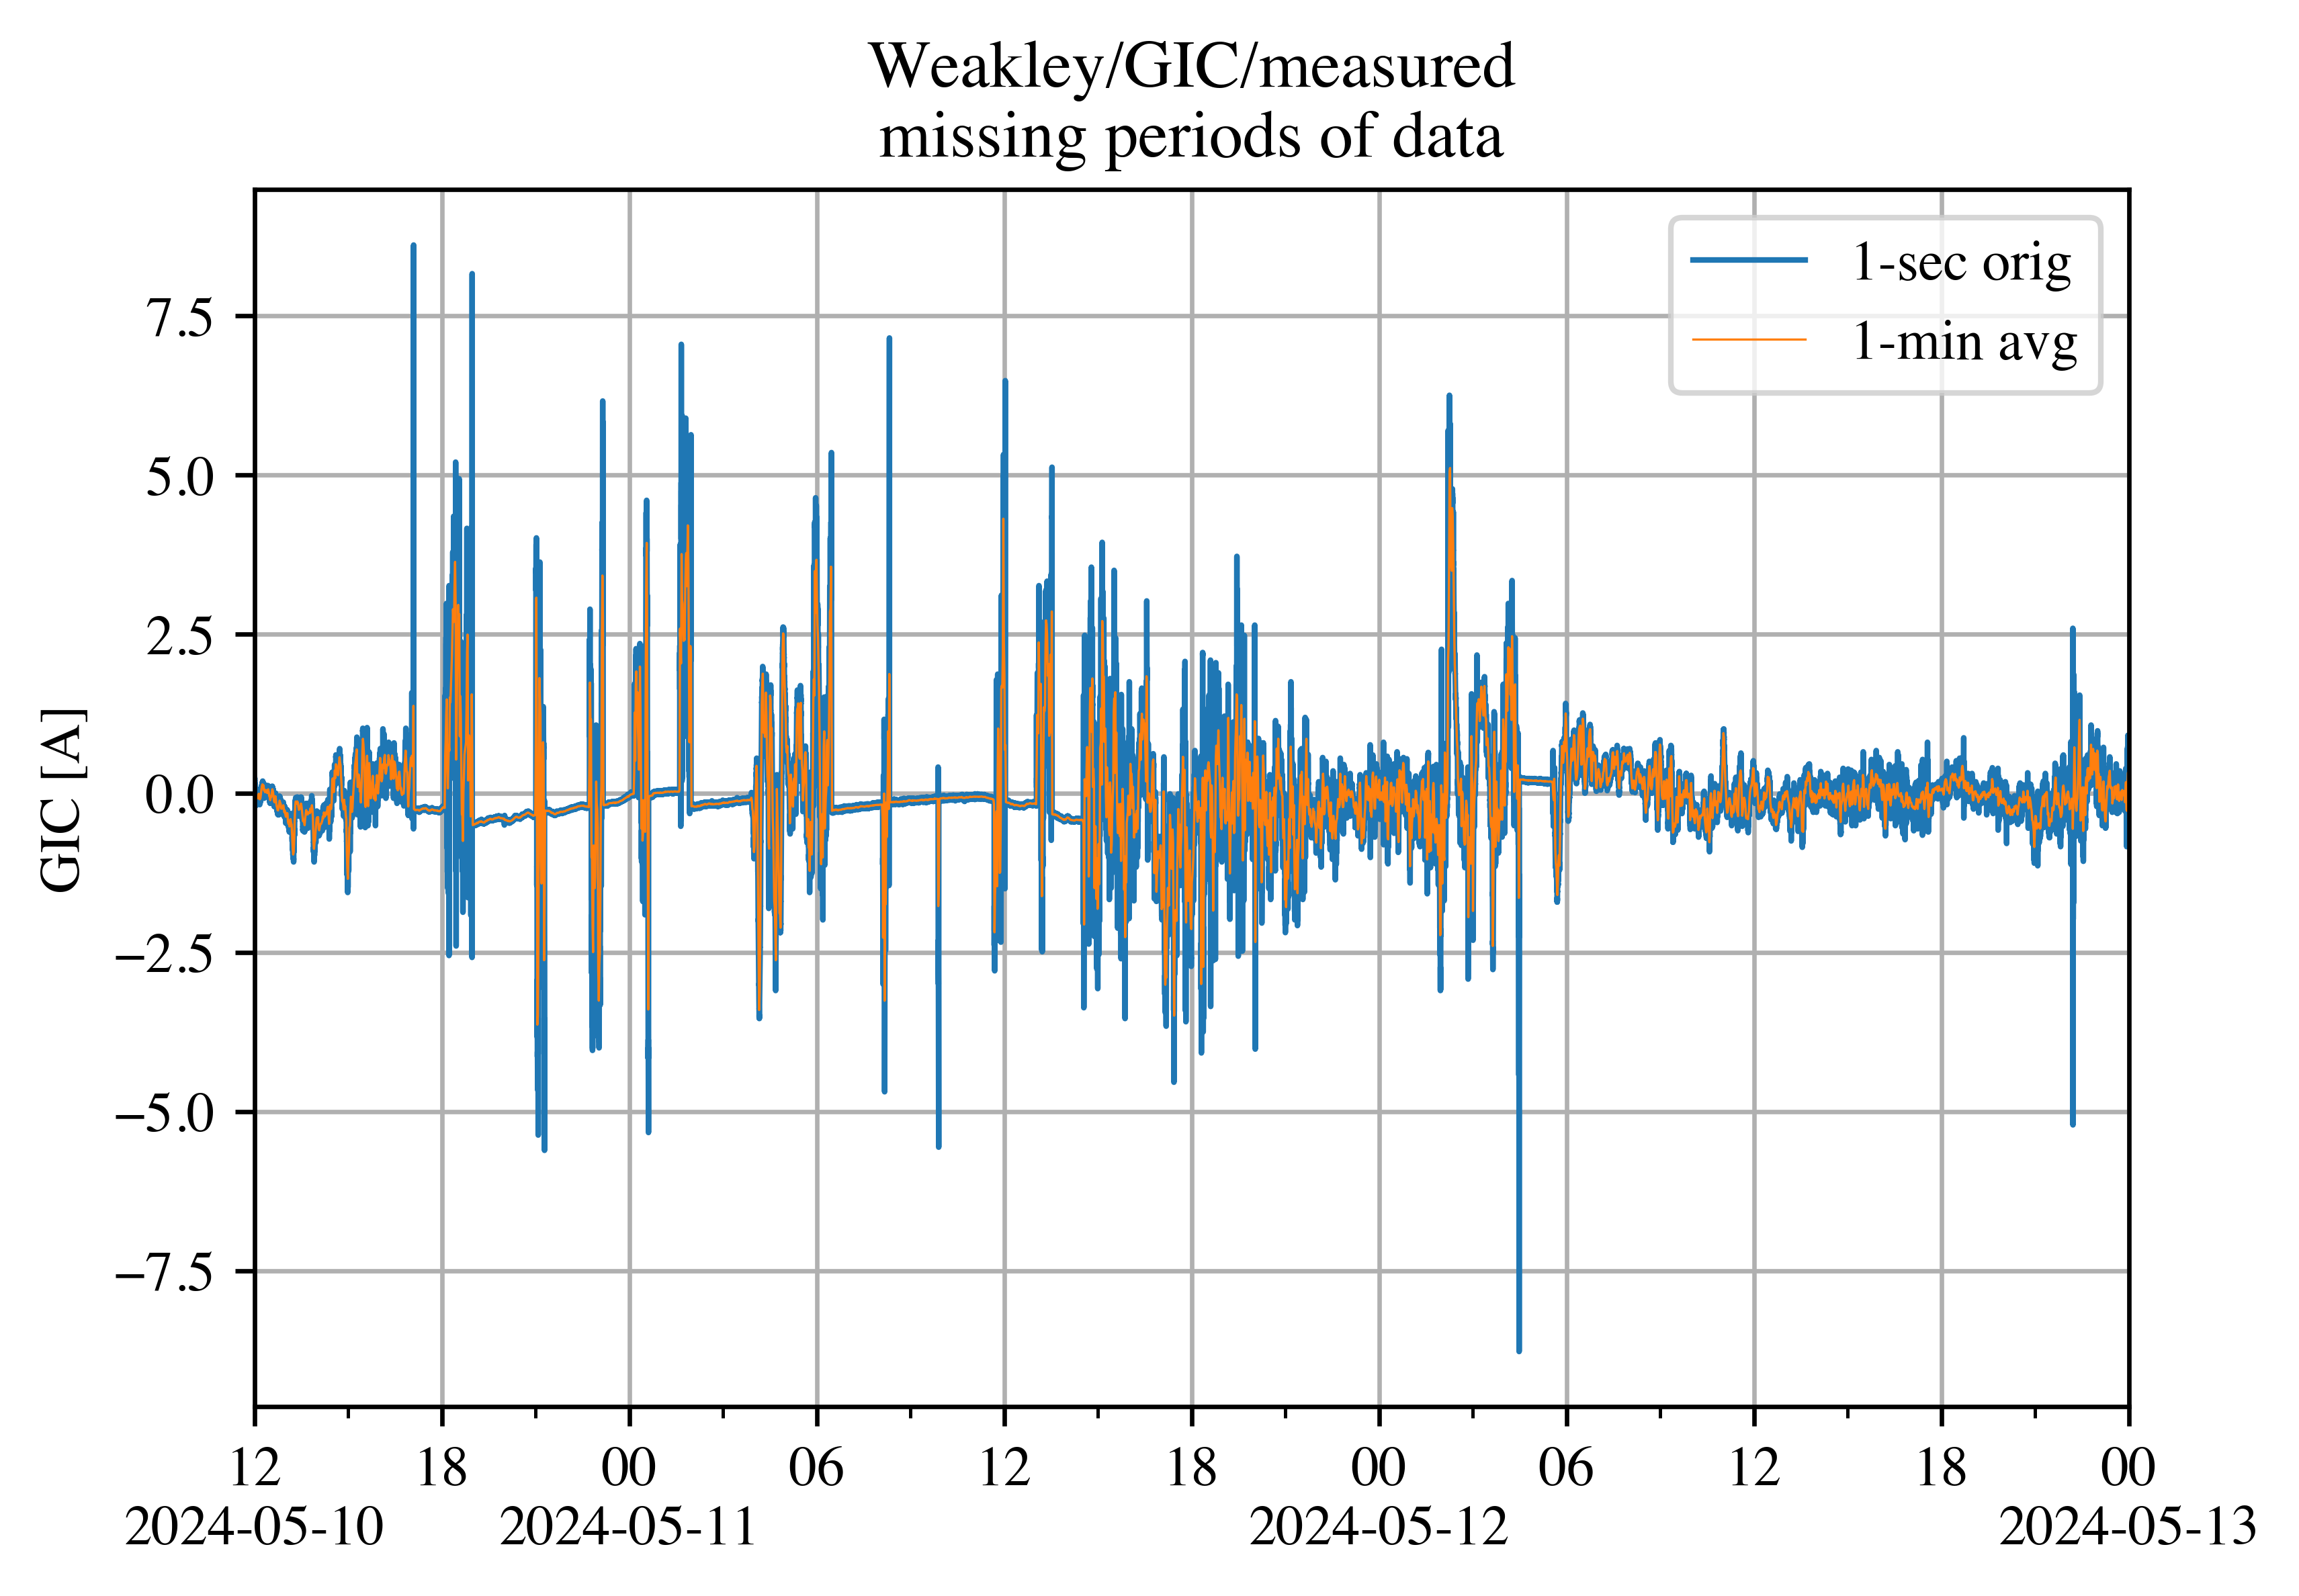 Weakley/GIC/measured
missing periods of data
1-sec orig
1-min avg
GIC [A]
7.5
5.0
2.5
0.0
−2.5
−5.0
−7.5
12 18 00 06 12 18 00 06 12 18 00
2024-05-10 2024-05-11 2024-05-12 2024-05-13